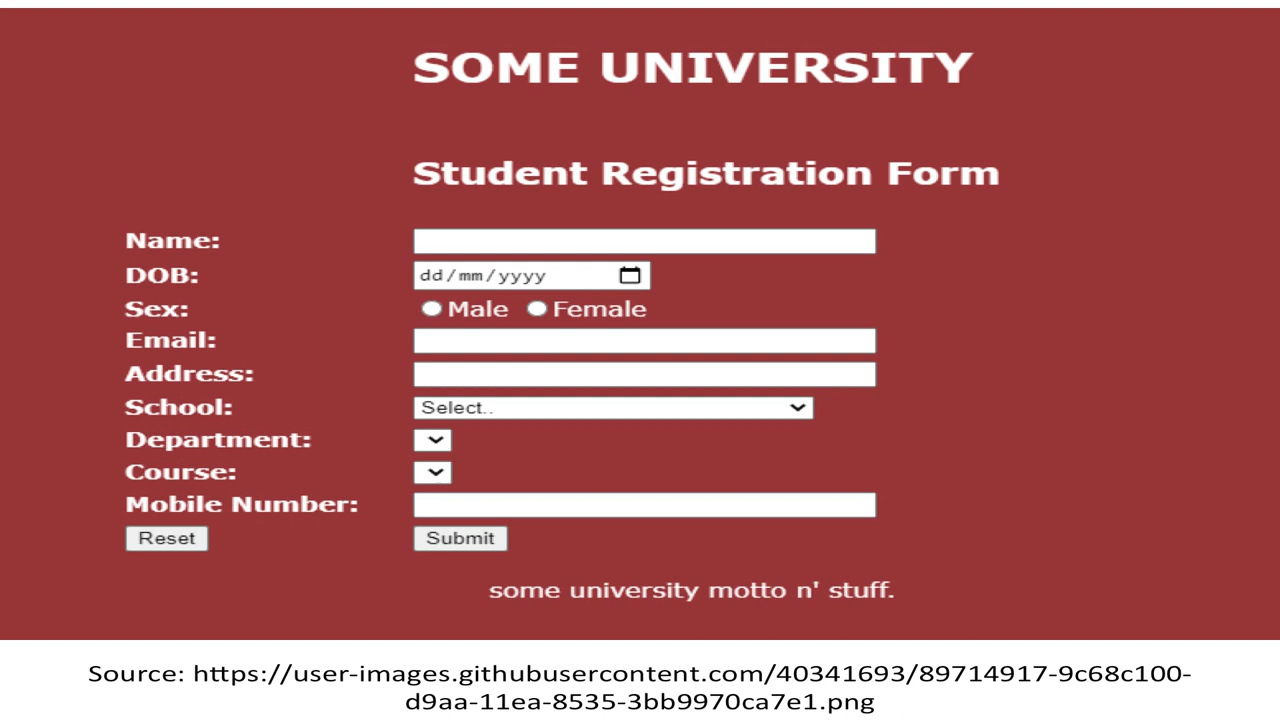 SOME UNIVERSITY
Student Registration Form
Name:
DOB: dd/mm/yyyy
Sex: Male Female
Email:
Address:
School: Select..
Department:
Course:
Mobile Number:
Reset Submit
some university motto n' stuff.
Source: https://user-images.githubusercontent.com/40341693/89714917-9c68c100-
d9aa-11ea-8535-3bb9970ca7e1.png